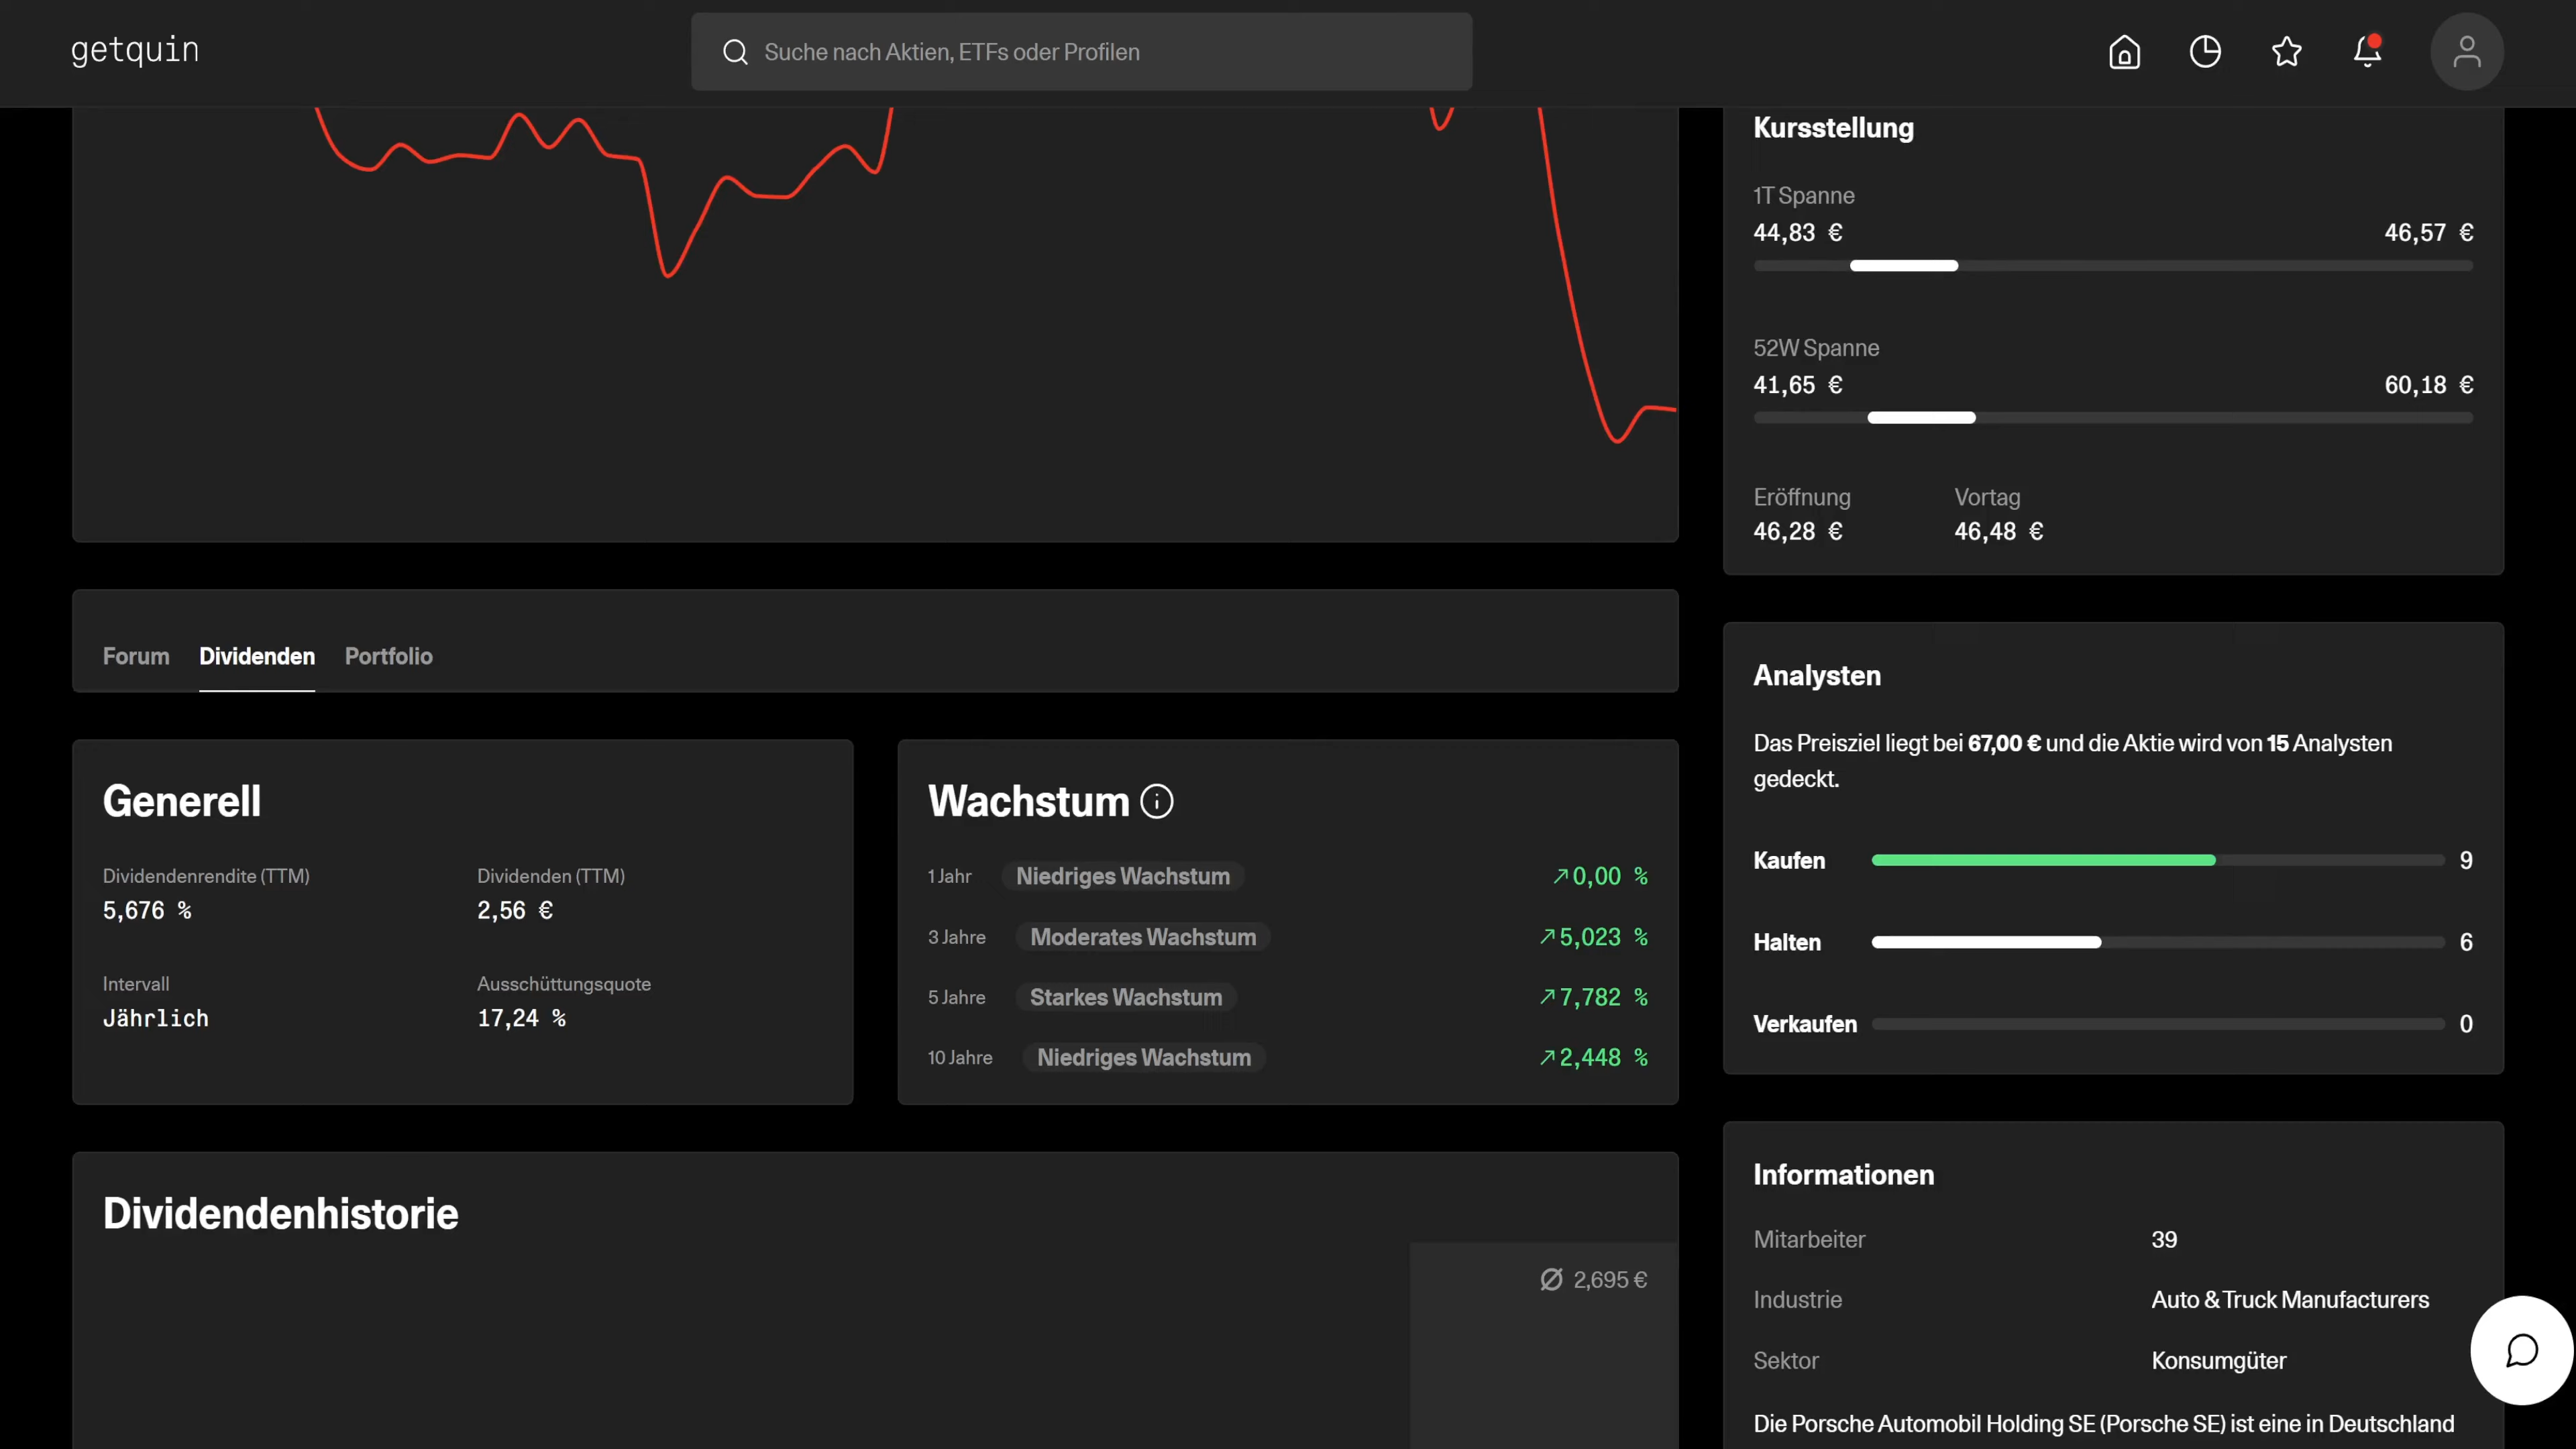 getquin
Suche nach Aktien, ETFs oder Profilen
Kursstellung
1T Spanne
44,83 €
46,57 €
52W Spanne
41,65 €
60,18 €
Eröffnung
Vortag
46,28 €
46,48 €
Forum
Dividenden
Portfolio
Generell
Dividendenrendite (TTM)
Dividenden (TTM)
5,676 %
2,56 €
Intervall
Ausschüttungsquote
Jährlich
17,24 %
Wachstum
1 Jahr Niedriges Wachstum 0,00 %
3 Jahre Moderates Wachstum 5,023 %
5 Jahre Starkes Wachstum 7,782 %
10 Jahre Niedriges Wachstum 2,448 %
Analysten
Das Preisziel liegt bei 67,00 € und die Aktie wird von 15 Analysten
gedeckt.
Kaufen 9
Halten 6
Verkaufen 0
Dividendenhistorie
Ø 2,695 €
Informationen
Mitarbeiter 39
Industrie Auto & Truck Manufacturers
Sektor Konsumgüter
Die Porsche Automobil Holding SE (Porsche SE) ist eine in Deutschland